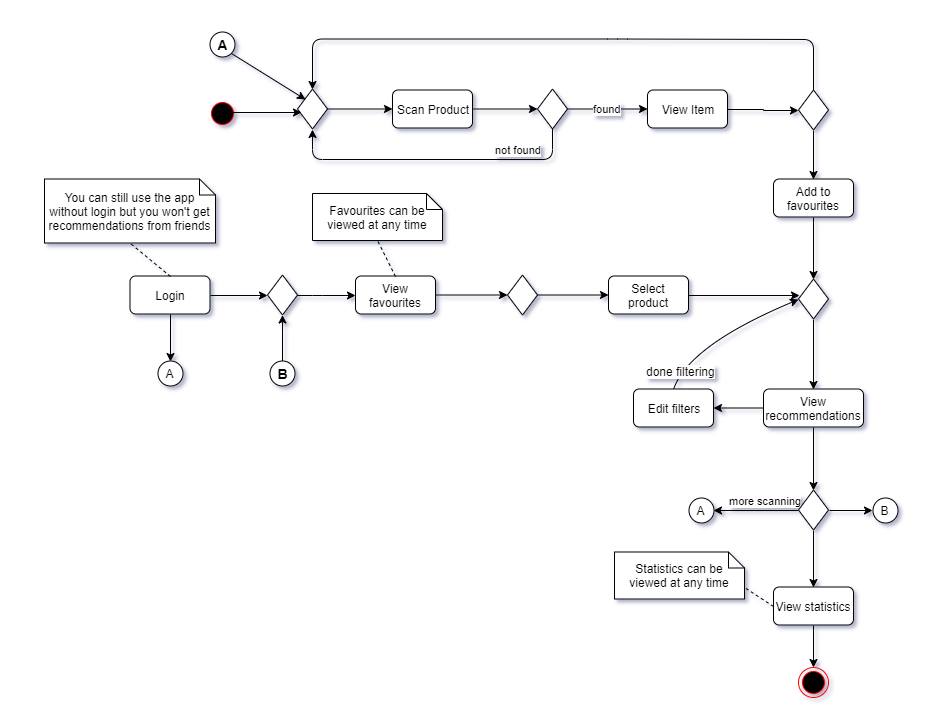 A
Scan Product
found
View Item
not found
You can still use the app
without login but you won't get
recommendations from friends
Favourites can be
viewed at any time
Add to
favourites
Login
View
favourites
Select
product
A
B
done filtering
Edit filters
View
recommendations
more scanning
A
B
Statistics can be
viewed at any time
View statistics